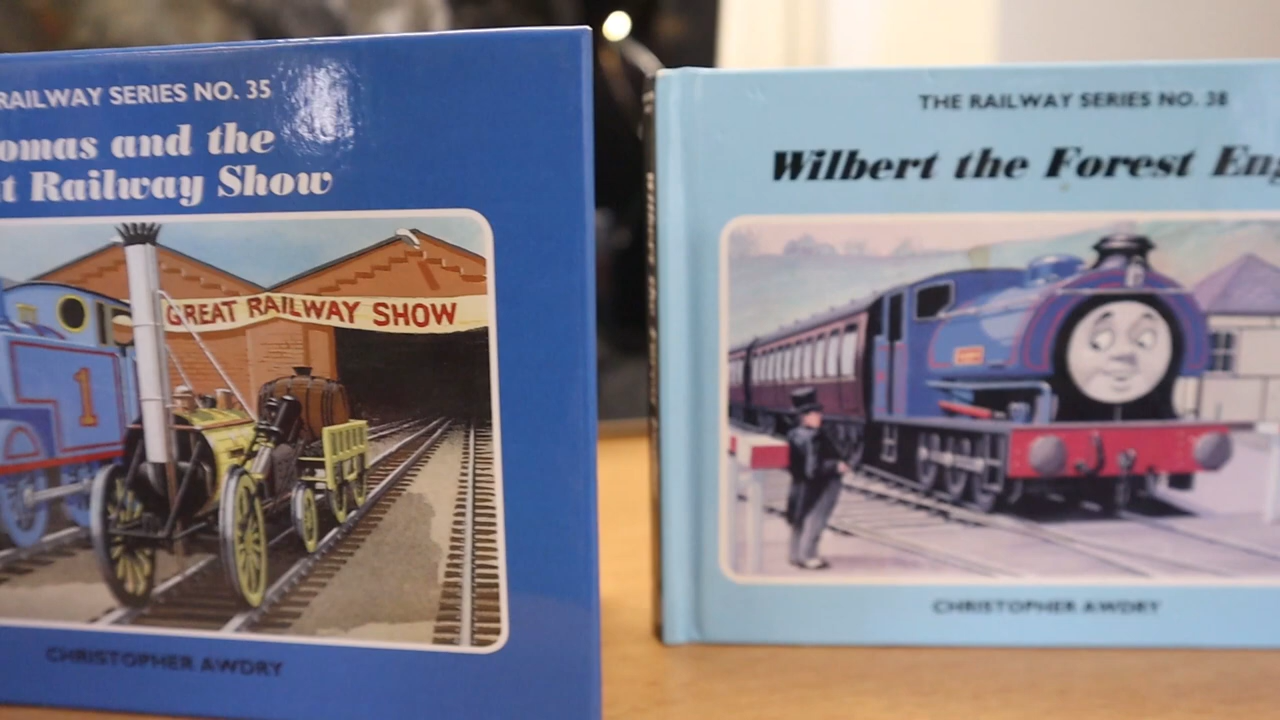 RAILWAY SERIES NO. 35
omas and the
t Railway Show
GREAT RAILWAY SHOW
1
CHRISTOPHER AWDRY
THE RAILWAY SERIES NO. 38
Wilbert the Forest Eng
CHRISTOPHER AWDRY